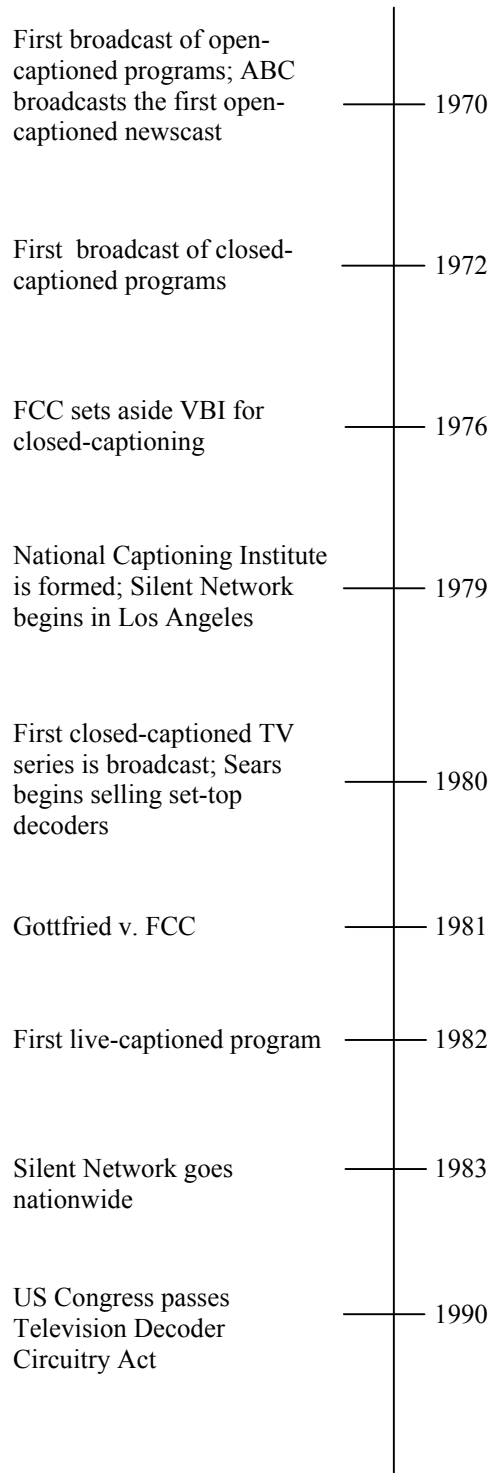 First broadcast of open-
captioned programs; ABC
broadcasts the first open-
captioned newscast
1970
First broadcast of closed-
captioned programs
1972
FCC sets aside VBI for
closed-captioning
1976
National Captioning Institute
is formed; Silent Network
begins in Los Angeles
1979
First closed-captioned TV
series is broadcast; Sears
begins selling set-top
decoders
1980
Gottfried v. FCC
1981
First live-captioned program
1982
Silent Network goes
nationwide
1983
US Congress passes
Television Decoder
Circuitry Act
1990